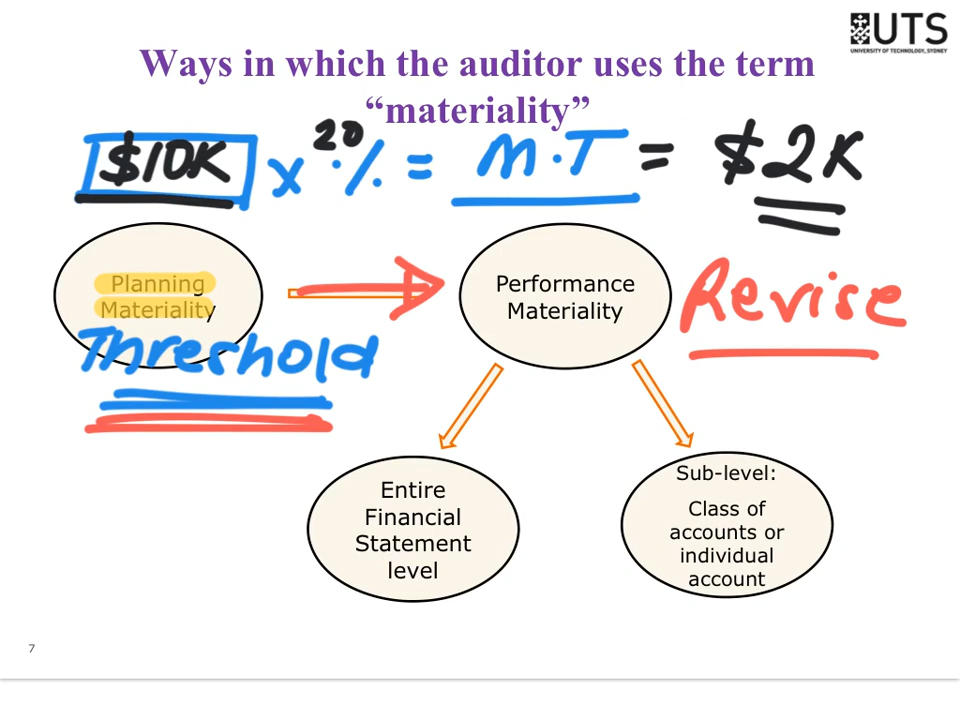 UTS
UNIVERSITY OF TECHNOLOGY, SYDNEY
Ways in which the auditor uses the term
“materiality”
$10K x 20 % = M.T = $2K
Planning
Materiality
Threshold
Performance
Materiality
Revise
Entire
Financial
Statement
level
Sub-level:
Class of
accounts or
individual
account
7